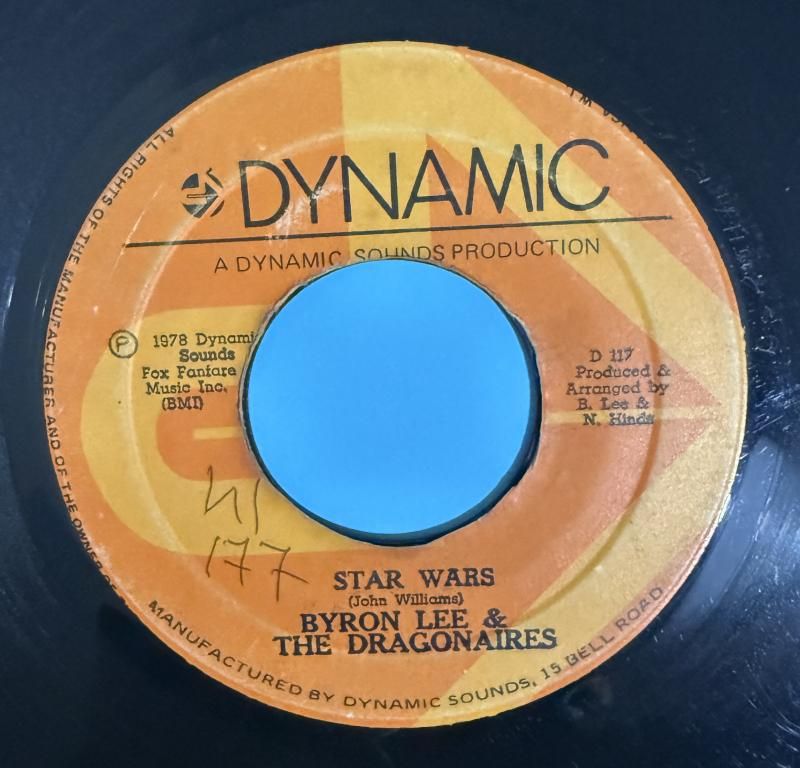 DYNAMIC
A DYNAMIC SOUNDS PRODUCTION
Ⓟ 1978 Dynami
Sounds
Fox Fanfare
Music Inc.
(BMI)
D 117
Produced &
Arranged by
B. Lee &
N. Hinds
177
STAR WARS
(John Williams)
BYRON LEE &
THE DRAGONAIRES
MANUFACTURED BY DYNAMIC SOUNDS, 15 BELL ROAD
ALL RIGHTS OF THE MANUFACTURER AND OF THE OWNER OF
W.I.